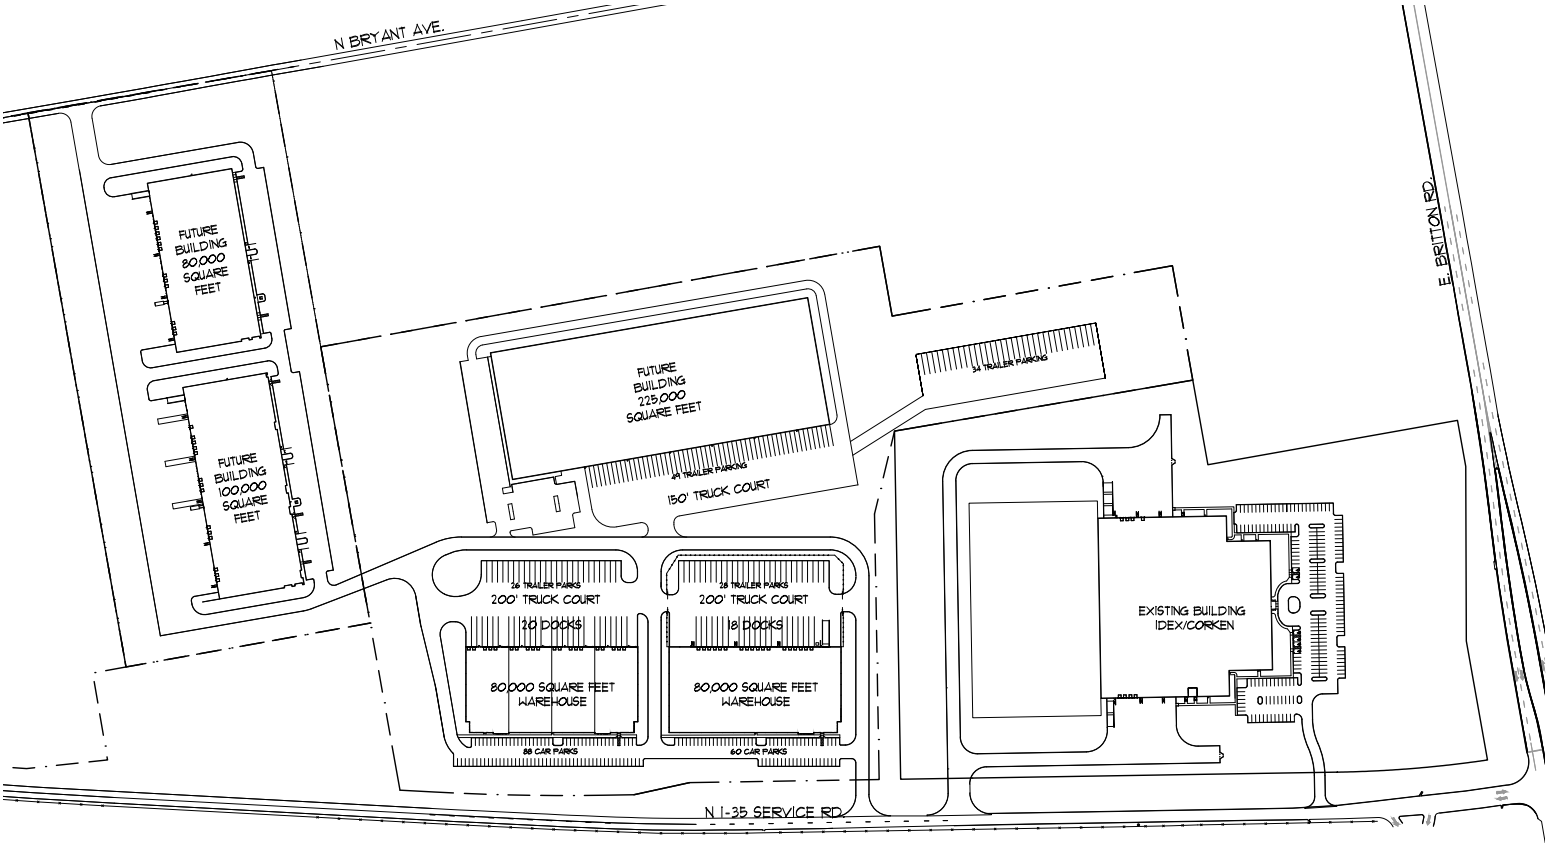 N BRYANT AVE.
E. BRITTON RD.
FUTURE
BUILDING
80,000
SQUARE
FEET
FUTURE
BUILDING
225,000
SQUARE FEET
34 TRAILER PARKING
49 TRAILER PARKING
150' TRUCK COURT
FUTURE
BUILDING
100,000
SQUARE
FEET
26 TRAILER PARKS
200' TRUCK COURT
20 DOCKS
80,000 SQUARE FEET
WAREHOUSE
88 CAR PARKS
28 TRAILER PARKS
200' TRUCK COURT
18 DOCKS
80,000 SQUARE FEET
WAREHOUSE
60 CAR PARKS
EXISTING BUILDING
IDEX/CORKEN
N I-35 SERVICE RD.